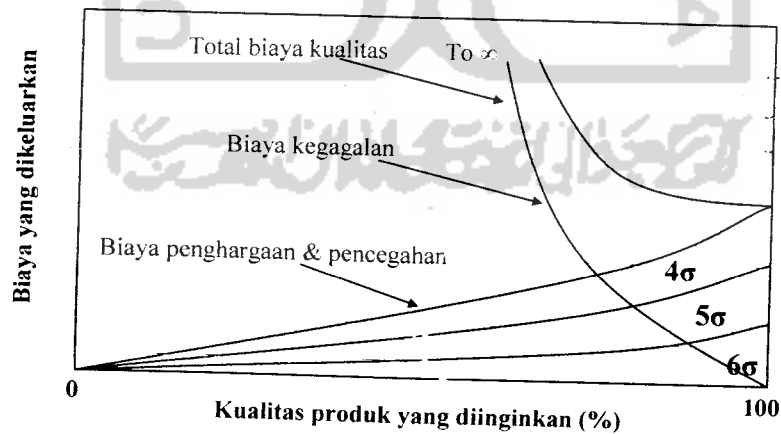 Total biaya kualitas
To ∞
Biaya kegagalan
Biaya penghargaan & pencegahan
4σ
5σ
6σ
Biaya yang dikeluarkan
0
100
Kualitas produk yang diinginkan (%)